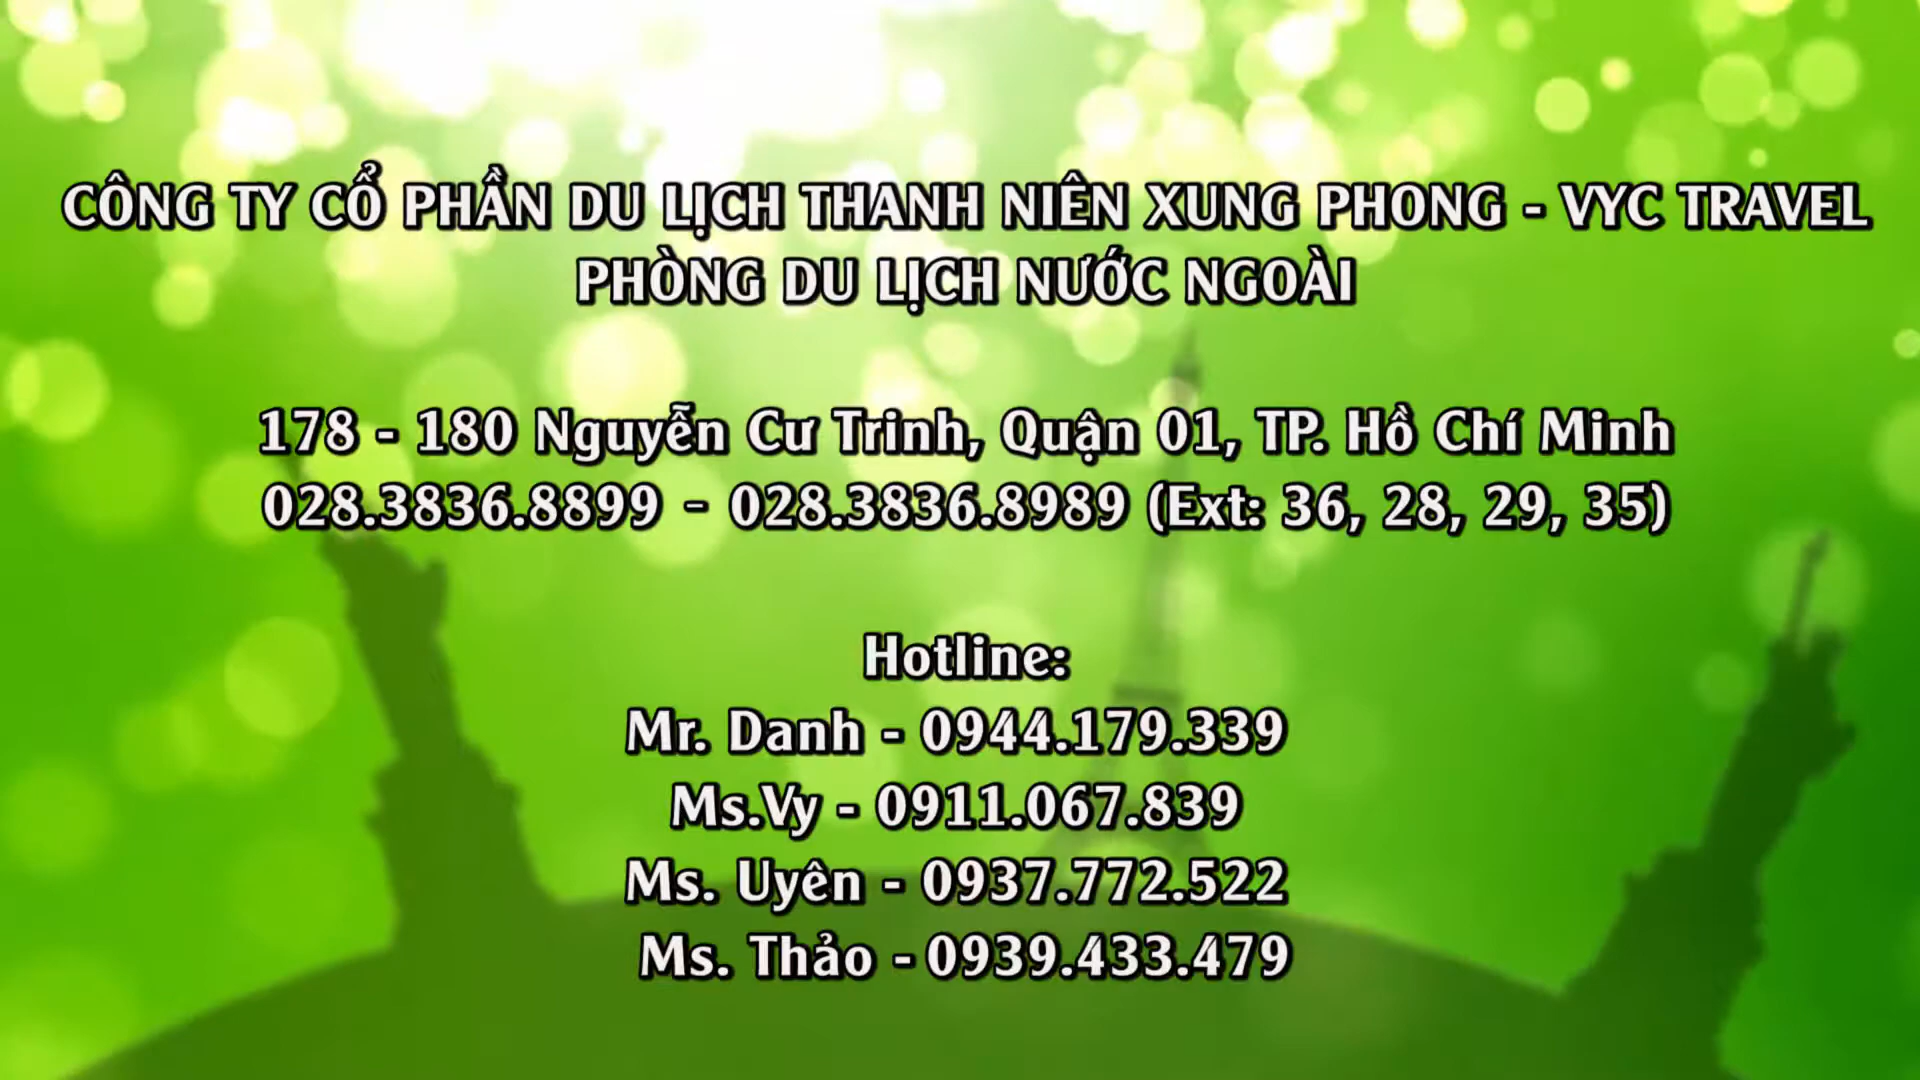 CÔNG TY CỔ PHẦN DU LỊCH THANH NIÊN XUNG PHONG - VYC TRAVEL
PHÒNG DU LỊCH NƯỚC NGOÀI
178 - 180 Nguyễn Cư Trinh, Quận 01, TP. Hồ Chí Minh
028.3836.8899 - 028.3836.8989 (Ext: 36, 28, 29, 35)
Hotline:
Mr. Danh - 0944.179.339
Ms.Vy - 0911.067.839
Ms. Uyên - 0937.772.522
Ms. Thảo - 0939.433.479